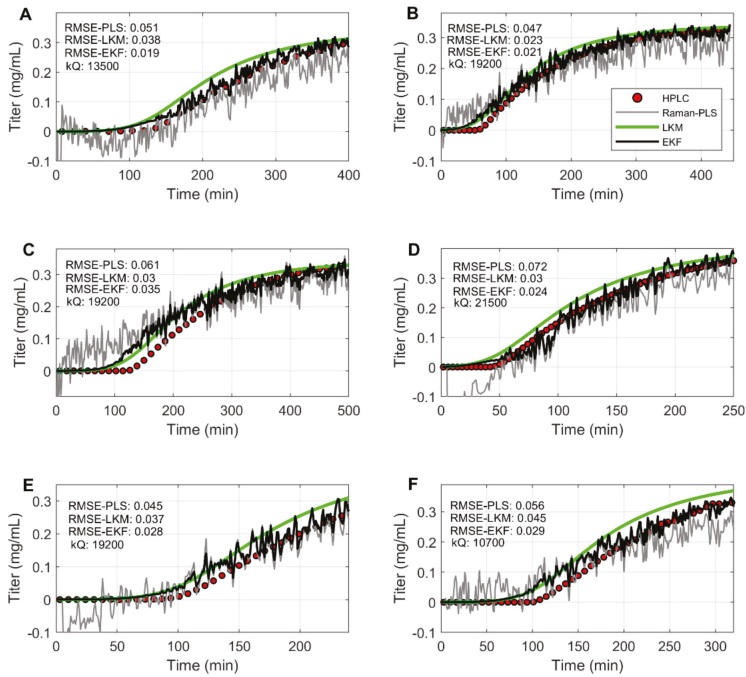 A
RMSE-PLS: 0.051
RMSE-LKM: 0.038
RMSE-EKF: 0.019
kQ: 13500
Titer (mg/mL)
0.3
0.2
0.1
0
-0.1
0 100 200 300 400
Time (min)
B
RMSE-PLS: 0.047
RMSE-LKM: 0.023
RMSE-EKF: 0.021
kQ: 19200
HPLC
Raman-PLS
LKM
EKF
Titer (mg/mL)
0.3
0.2
0.1
0
-0.1
0 100 200 300 400
Time (min)
C
RMSE-PLS: 0.061
RMSE-LKM: 0.03
RMSE-EKF: 0.035
kQ: 19200
Titer (mg/mL)
0.3
0.2
0.1
0
0 100 200 300 400 500
Time (min)
D
RMSE-PLS: 0.072
RMSE-LKM: 0.03
RMSE-EKF: 0.024
kQ: 21500
Titer (mg/mL)
0.3
0.2
0.1
0
-0.1
0 50 100 150 200 250
Time (min)
E
RMSE-PLS: 0.045
RMSE-LKM: 0.037
RMSE-EKF: 0.028
kQ: 19200
Titer (mg/mL)
0.3
0.2
0.1
0
-0.1
0 50 100 150 200
Time (min)
F
RMSE-PLS: 0.056
RMSE-LKM: 0.045
RMSE-EKF: 0.029
kQ: 10700
Titer (mg/mL)
0.3
0.2
0.1
0
-0.1
0 50 100 150 200 250 300
Time (min)